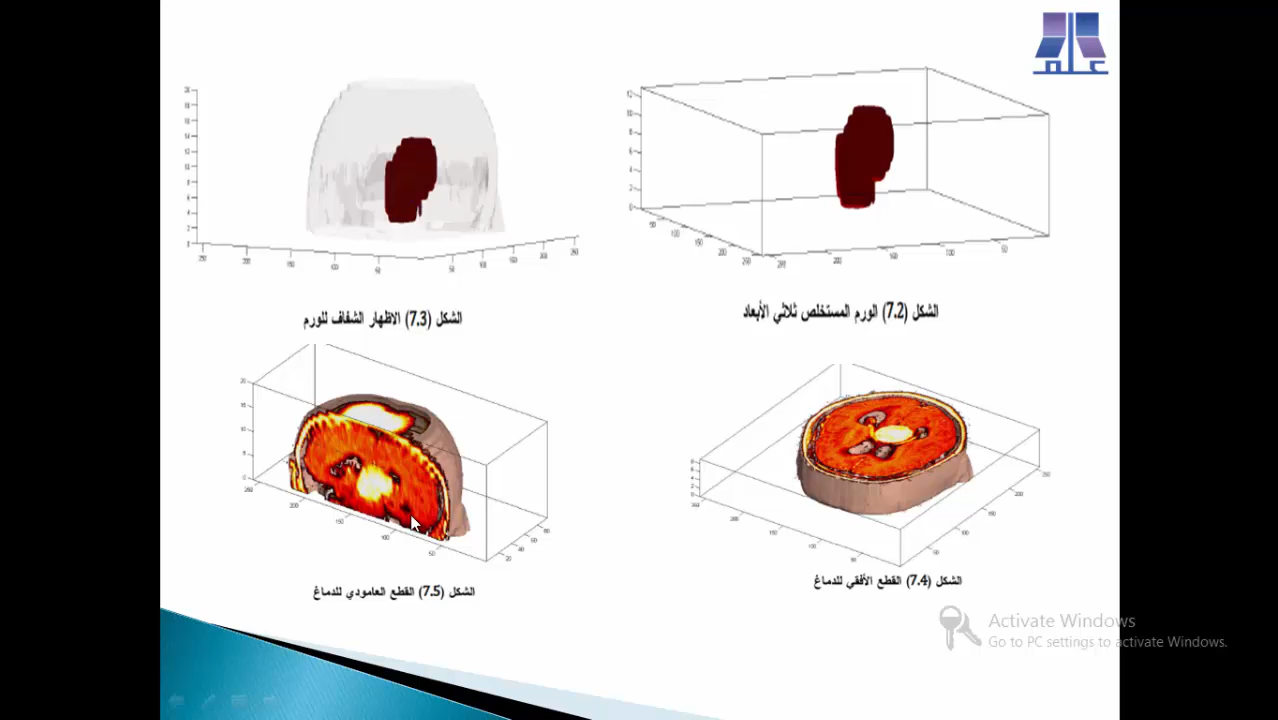 علم
الشكل (7.2) الورم المستخلص ثلاثي الأبعاد
الشكل (7.3) الاظهار الشفاف للورم
الشكل (7.4) القطع الأفقي للدماغ
الشكل (7.5) القطع العامودي للدماغ
Activate Windows
Go to PC settings to activate Windows.